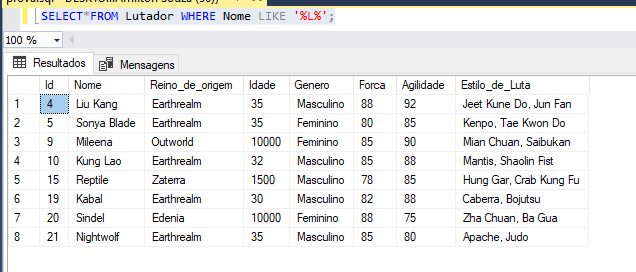 SELECT*FROM Lutador WHERE Nome LIKE '%L%';
100 %
Resultados Mensagens
Id Nome Reino_de_origem Idade Genero Forca Agilidade Estilo_de_Luta
1 4 Liu Kang Earthrealm 35 Masculino 88 92 Jeet Kune Do, Jun Fan
2 5 Sonya Blade Earthrealm 35 Feminino 80 85 Kenpo, Tae Kwon Do
3 9 Mileena Outworld 10000 Feminino 85 90 Mian Chuan, Saibukan
4 10 Kung Lao Earthrealm 32 Masculino 85 88 Mantis, Shaolin Fist
5 15 Reptile Zaterra 1500 Masculino 78 85 Hung Gar, Crab Kung Fu
6 19 Kabal Earthrealm 30 Masculino 82 88 Caberra, Bojutsu
7 20 Sindel Edenia 10000 Feminino 88 75 Zha Chuan, Ba Gua
8 21 Nightwolf Earthrealm 35 Masculino 85 80 Apache, Judo